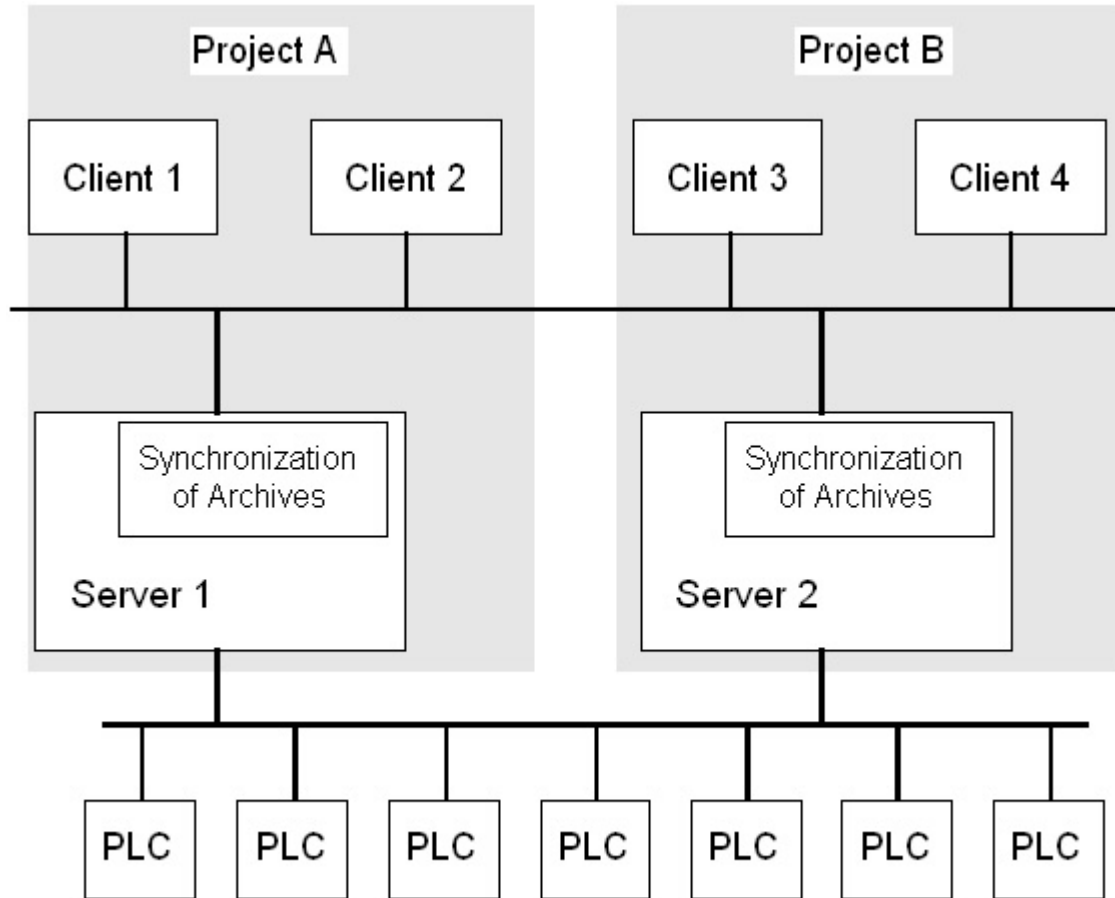 Project A
Project B
Client 1
Client 2
Client 3
Client 4
Synchronization
of Archives
Server 1
Synchronization
of Archives
Server 2
PLC
PLC
PLC
PLC
PLC
PLC
PLC